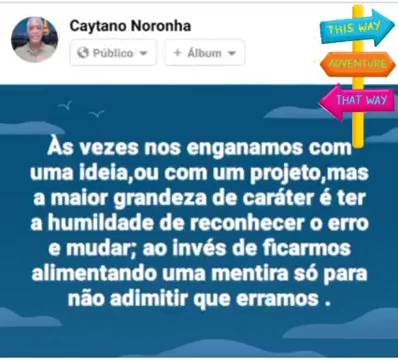 Caytano Noronha
Público
+ Álbum
THIS WAY
ADVENTURE
THAT WAY
Às vezes nos enganamos com
uma ideia,ou com um projeto,mas
a maior grandeza de caráter é ter
a humildade de reconhecer o erro
e mudar; ao invés de ficarmos
alimentando uma mentira só para
não adimitir que erramos .